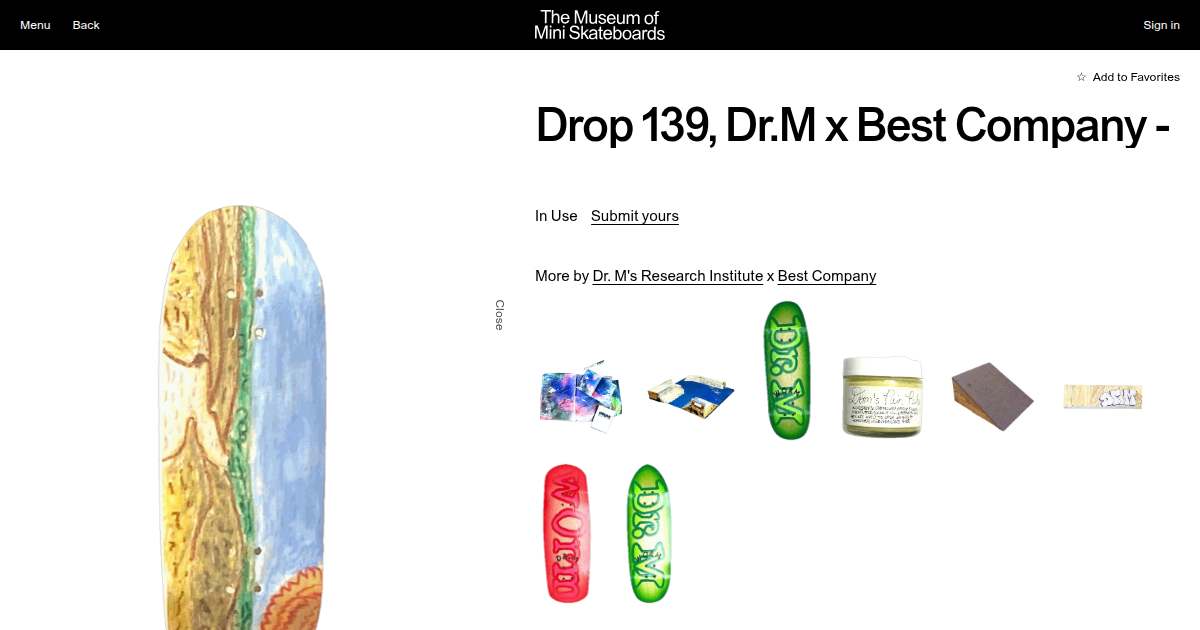 Menu
Back
The Museum of
Mini Skateboards
Sign in
☆ Add to Favorites
Drop 139, Dr.M x Best Company -
In Use Submit yours
Close
More by Dr. M's Research Institute x Best Company
Dr. M
Worm
Dr. M